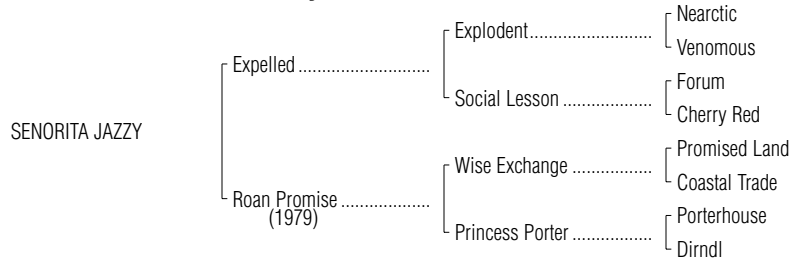 Nearctic
Explodent..............................
Venomous
Expelled ............................
Forum
Social Lesson ......................
Cherry Red
SENORITA JAZZY
Promised Land
Wise Exchange ....................
Coastal Trade
Roan Promise ...................
(1979)
Porterhouse
Princess Porter ...................
Dirndl